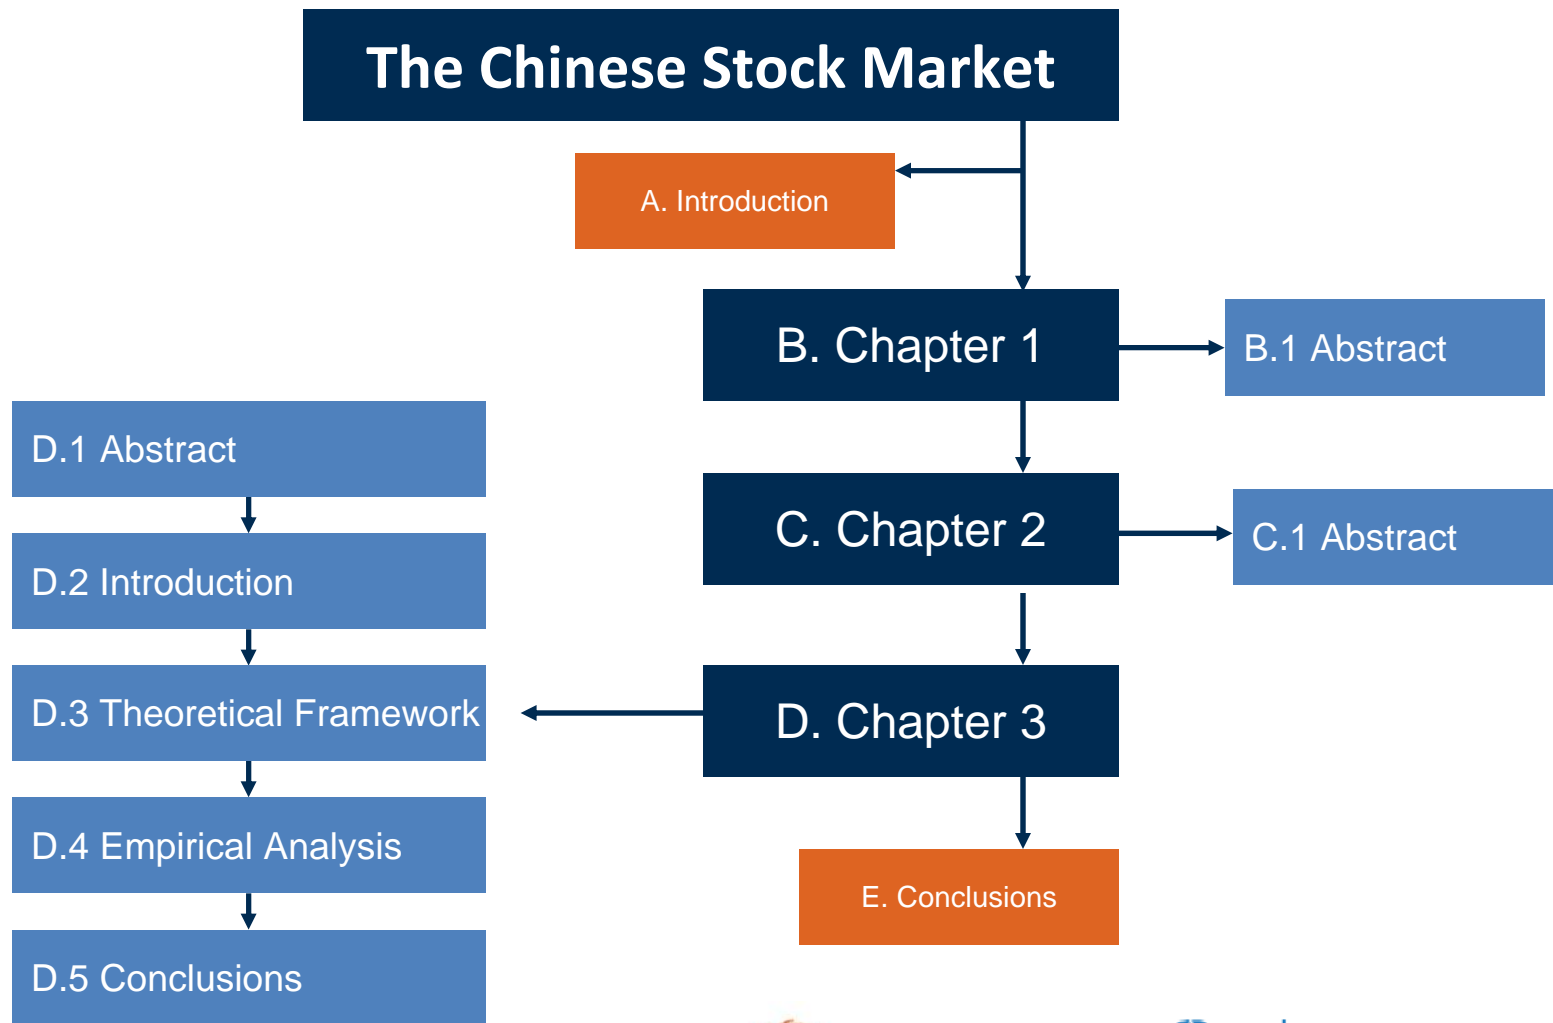 The Chinese Stock Market
A. Introduction
B. Chapter 1
B.1 Abstract
C. Chapter 2
C.1 Abstract
D. Chapter 3
D.1 Abstract
D.2 Introduction
D.3 Theoretical Framework
D.4 Empirical Analysis
D.5 Conclusions
E. Conclusions